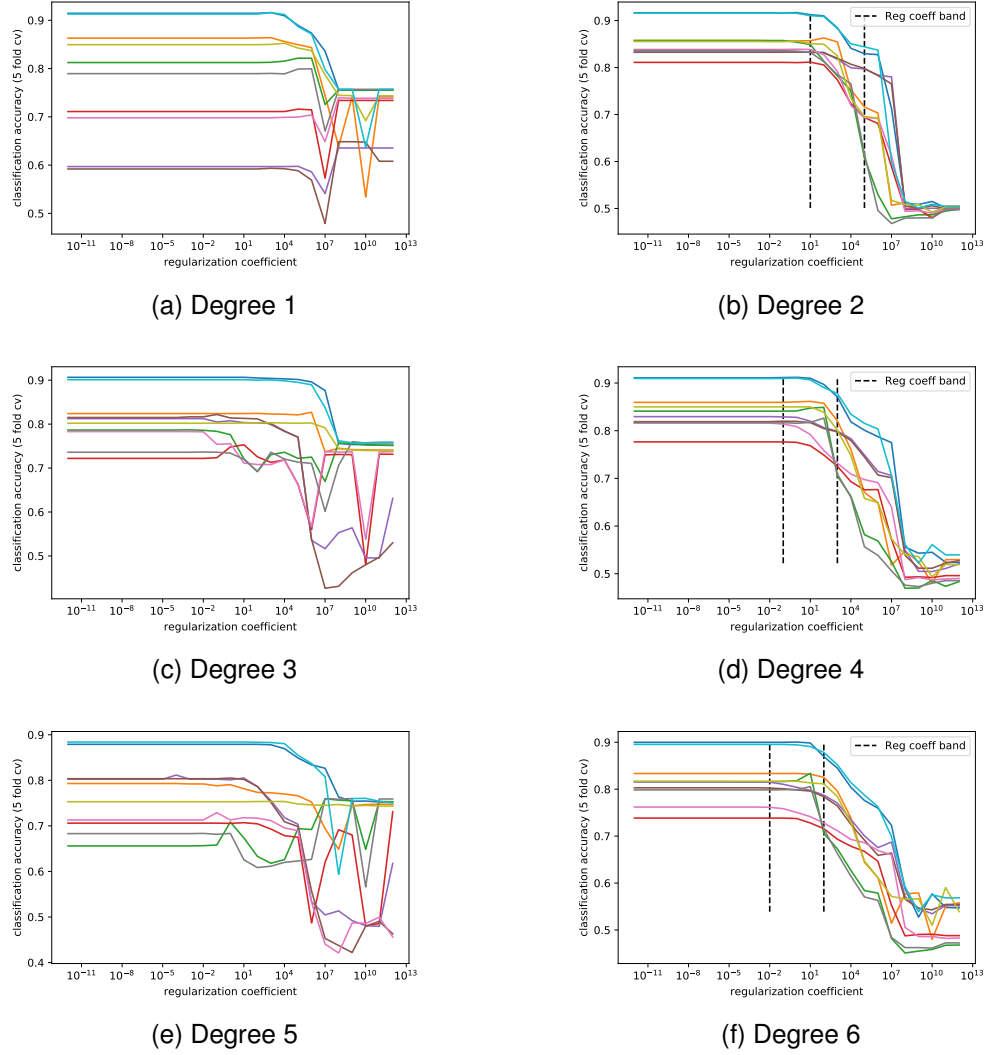 classification accuracy (5 fold cv)
0.9
0.8
0.7
0.6
0.5
10^-11 10^-8 10^-5 10^-2 10^1 10^4 10^7 10^10 10^13
regularization coefficient
(a) Degree 1
classification accuracy (5 fold cv)
0.9
0.8
0.7
0.6
0.5
Reg coeff band
10^-11 10^-8 10^-5 10^-2 10^1 10^4 10^7 10^10 10^13
regularization coefficient
(b) Degree 2
classification accuracy (5 fold cv)
0.9
0.8
0.7
0.6
0.5
10^-11 10^-8 10^-5 10^-2 10^1 10^4 10^7 10^10 10^13
regularization coefficient
(c) Degree 3
classification accuracy (5 fold cv)
0.9
0.8
0.7
0.6
0.5
Reg coeff band
10^-11 10^-8 10^-5 10^-2 10^1 10^4 10^7 10^10 10^13
regularization coefficient
(d) Degree 4
classification accuracy (5 fold cv)
0.9
0.8
0.7
0.6
0.5
0.4
10^-11 10^-8 10^-5 10^-2 10^1 10^4 10^7 10^10 10^13
regularization coefficient
(e) Degree 5
classification accuracy (5 fold cv)
0.9
0.8
0.7
0.6
0.5
Reg coeff band
10^-11 10^-8 10^-5 10^-2 10^1 10^4 10^7 10^10 10^13
regularization coefficient
(f) Degree 6